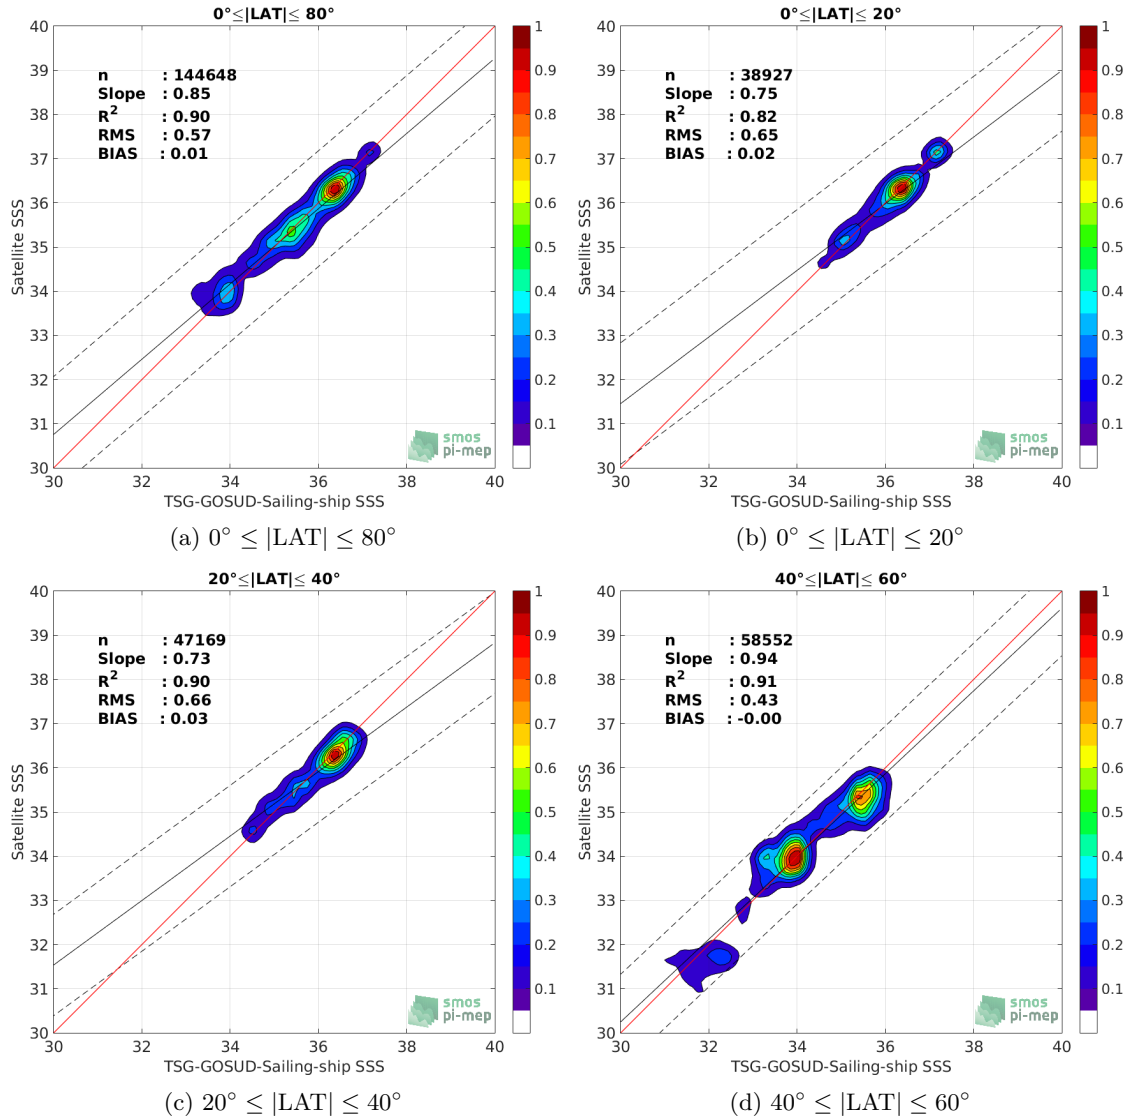 0°≤|LAT|≤ 80°
n : 144648
Slope : 0.85
R² : 0.90
RMS : 0.57
BIAS : 0.01
40
39
38
37
36
35
34
33
32
31
30
Satellite SSS
30 32 34 36 38 40
TSG-GOSUD-Sailing-ship SSS
1
0.9
0.8
0.7
0.6
0.5
0.4
0.3
0.2
0.1
smos
pi-mep
(a) 0° ≤ |LAT| ≤ 80°
0°≤|LAT|≤ 20°
n : 38927
Slope : 0.75
R² : 0.82
RMS : 0.65
BIAS : 0.02
40
39
38
37
36
35
34
33
32
31
30
Satellite SSS
30 32 34 36 38 40
TSG-GOSUD-Sailing-ship SSS
1
0.9
0.8
0.7
0.6
0.5
0.4
0.3
0.2
0.1
smos
pi-mep
(b) 0° ≤ |LAT| ≤ 20°
20°≤|LAT|≤ 40°
n : 47169
Slope : 0.73
R² : 0.90
RMS : 0.66
BIAS : 0.03
40
39
38
37
36
35
34
33
32
31
30
Satellite SSS
30 32 34 36 38 40
TSG-GOSUD-Sailing-ship SSS
1
0.9
0.8
0.7
0.6
0.5
0.4
0.3
0.2
0.1
smos
pi-mep
(c) 20° ≤ |LAT| ≤ 40°
40°≤|LAT|≤ 60°
n : 58552
Slope : 0.94
R² : 0.91
RMS : 0.43
BIAS : -0.00
40
39
38
37
36
35
34
33
32
31
30
Satellite SSS
30 32 34 36 38 40
TSG-GOSUD-Sailing-ship SSS
1
0.9
0.8
0.7
0.6
0.5
0.4
0.3
0.2
0.1
smos
pi-mep
(d) 40° ≤ |LAT| ≤ 60°